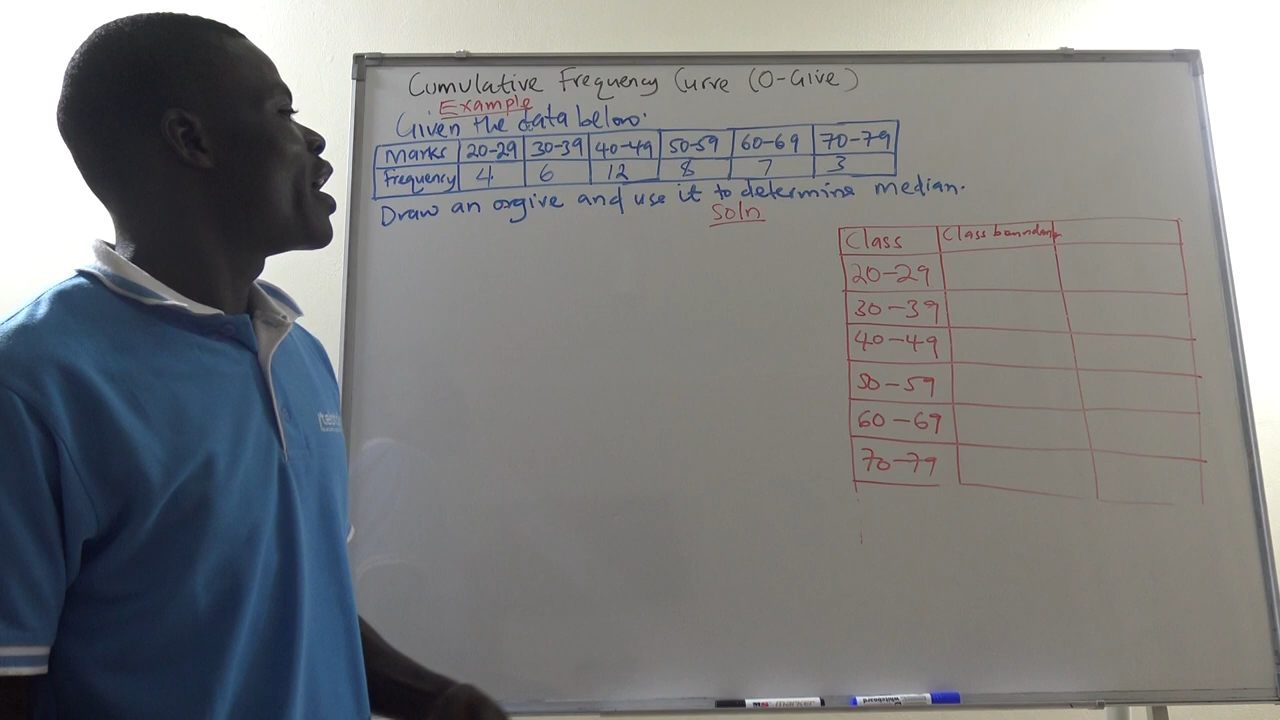 Cumulative Frequency Curve (O-Give)
Example
Given the data below.
Marks 20-29 30-39 40-49 50-59 60-69 70-79
Frequency 4 6 12 8 7 3
Draw an orgive and use it to determine median.
Soln
Class Class boundary
20-29
30-39
40-49
50-59
60-69
70-79
Whiteboard